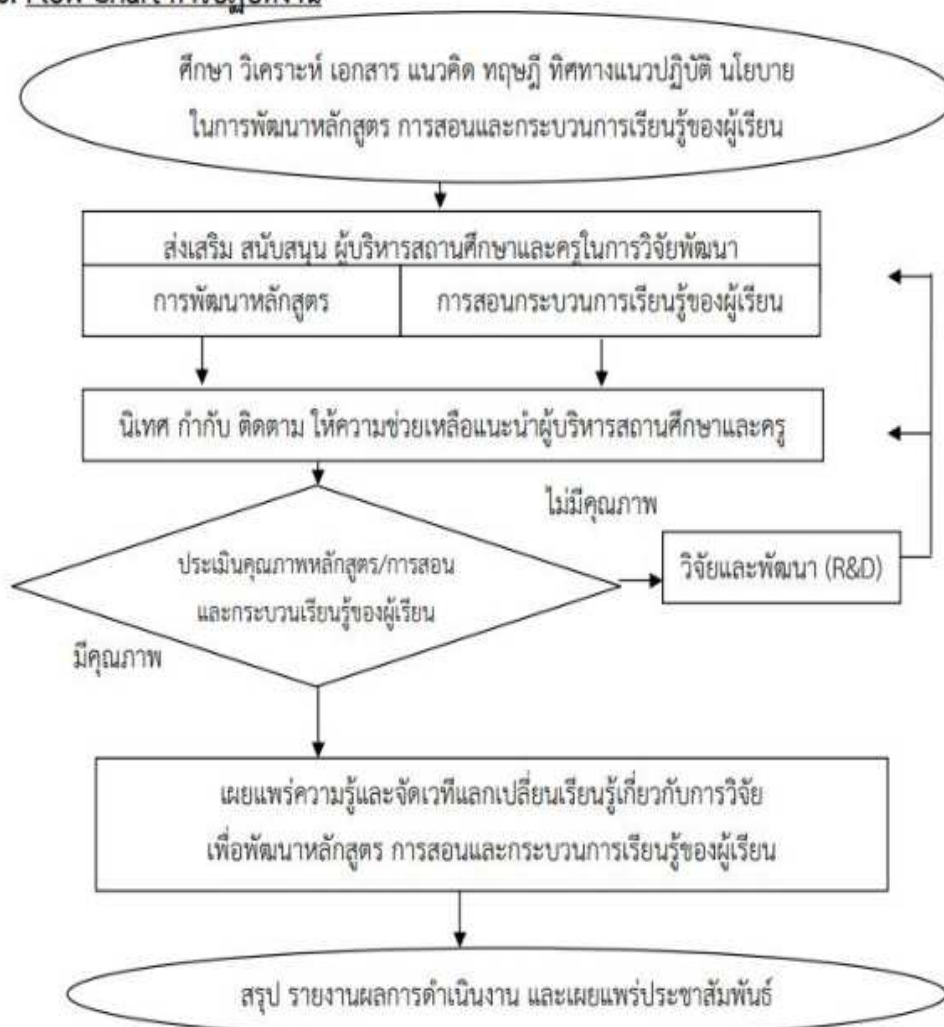 Flow Chart การปฏิบัติงาน
ศึกษา วิเคราะห์ เอกสาร แนวคิด ทฤษฎี ทิศทางแนวปฏิบัติ นโยบาย
ในการพัฒนาหลักสูตร การสอนและกระบวนการเรียนรู้ของผู้เรียน
ส่งเสริม สนับสนุน ผู้บริหารสถานศึกษาและครูในการวิจัยพัฒนา
การพัฒนาหลักสูตร
การสอนกระบวนการเรียนรู้ของผู้เรียน
นิเทศ กำกับ ติดตาม ให้ความช่วยเหลือแนะนำผู้บริหารสถานศึกษาและครู
ไม่มีคุณภาพ
ประเมินคุณภาพหลักสูตร/การสอน
และกระบวนเรียนรู้ของผู้เรียน
วิจัยและพัฒนา (R&D)
มีคุณภาพ
เผยแพร่ความรู้และจัดเวทีแลกเปลี่ยนเรียนรู้เกี่ยวกับการวิจัย
เพื่อพัฒนาหลักสูตร การสอนและกระบวนการเรียนรู้ของผู้เรียน
สรุป รายงานผลการดำเนินงาน และเผยแพร่ประชาสัมพันธ์